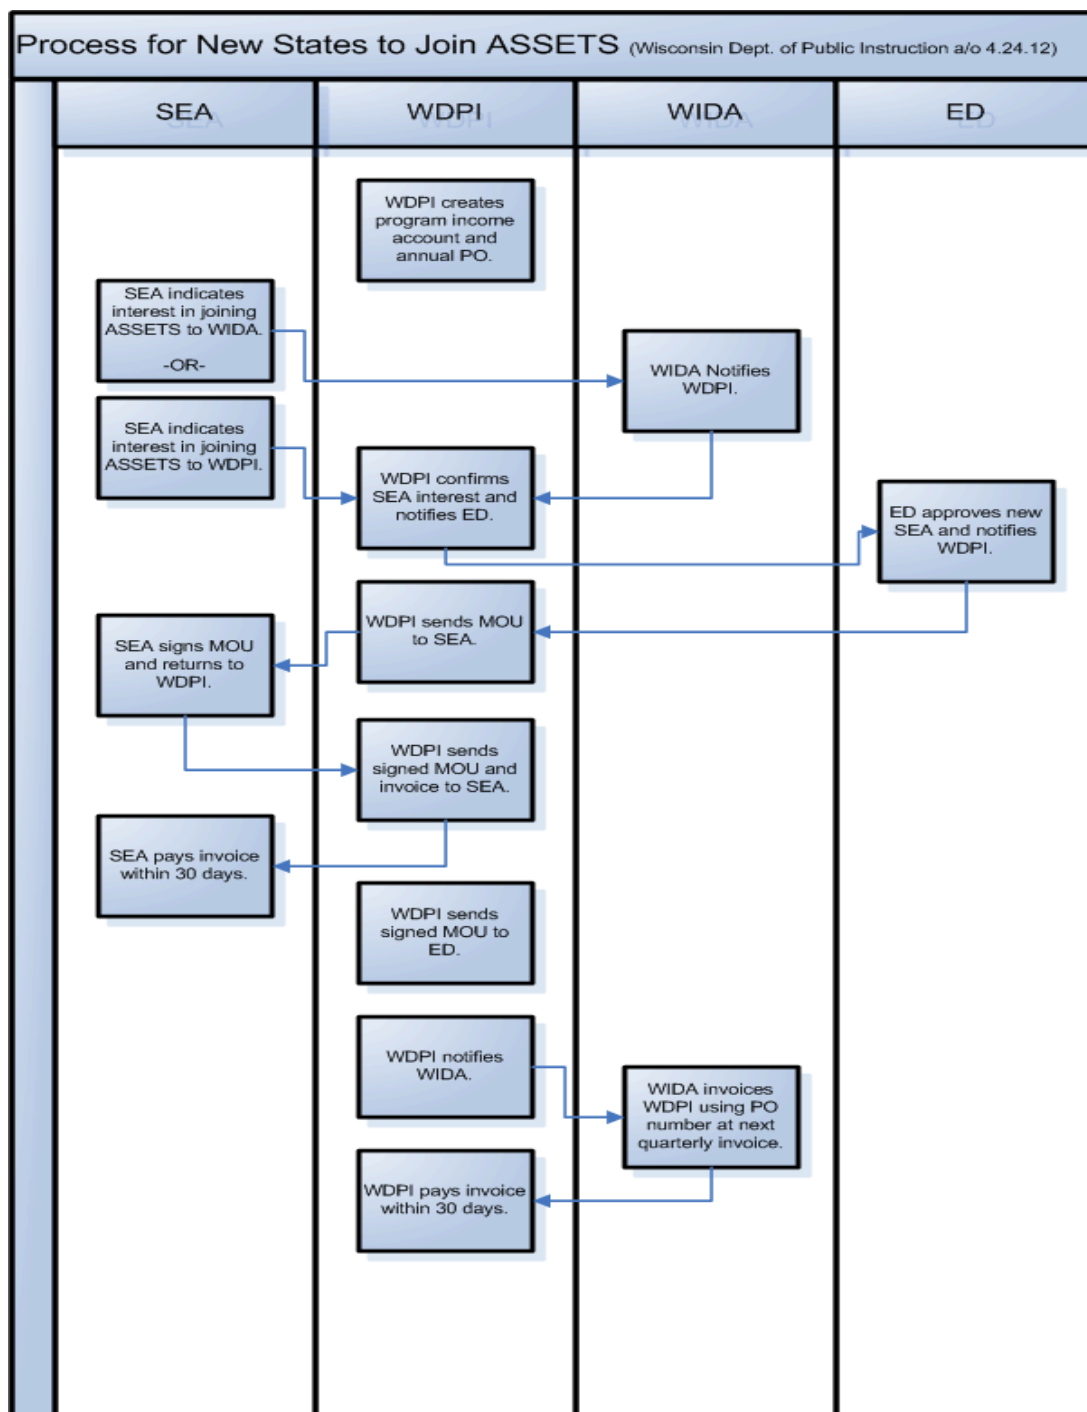 Process for New States to Join ASSETS (Wisconsin Dept. of Public Instruction a/o 4.24.12)
SEA
WDPI
WIDA
ED
WDPI creates
program income
account and
annual PO.
SEA indicates
interest in joining
ASSETS to WIDA.
-OR-
WIDA Notifies
WDPI.
SEA indicates
interest in joining
ASSETS to WDPI.
WDPI confirms
SEA interest and
notifies ED.
ED approves new
SEA and notifies
WDPI.
WDPI sends MOU
to SEA.
SEA signs MOU
and returns to
WDPI.
WDPI sends
signed MOU and
invoice to SEA.
SEA pays invoice
within 30 days.
WDPI sends
signed MOU to
ED.
WDPI notifies
WIDA.
WIDA invoices
WDPI using PO
number at next
quarterly invoice.
WDPI pays invoice
within 30 days.